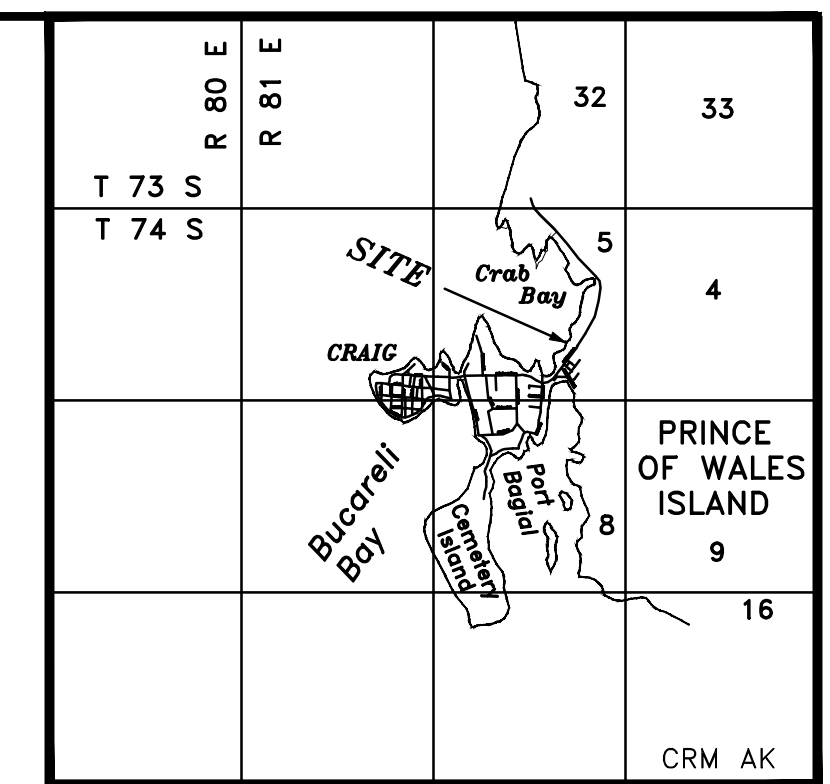 R 80 E
R 81 E
32
33
T 73 S
T 74 S
5
SITE
Crab
Bay
4
CRAIG
PRINCE
OF WALES
ISLAND
Bucareli
Bay
Port
Bagial
Cemetery
Island
8
9
16
CRM AK